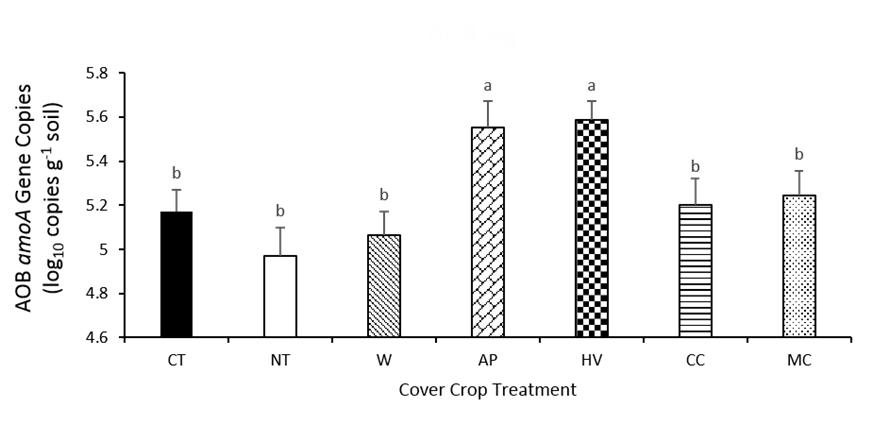 5.8
5.6
5.4
5.2
5
4.8
4.6
AOB amoA Gene Copies
(log10 copies g-1 soil)
b
b
b
a
a
b
b
CT NT W AP HV CC MC
Cover Crop Treatment